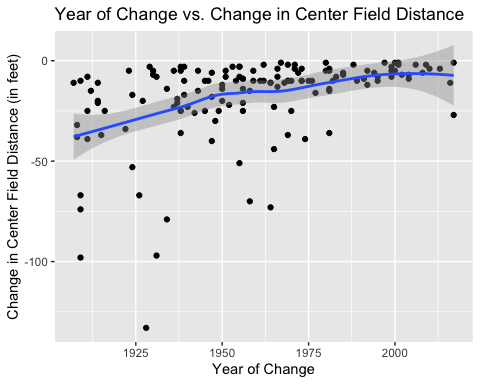 Year of Change vs. Change in Center Field Distance
Change in Center Field Distance (in feet)
0
-50
-100
1925
1950
1975
2000
Year of Change